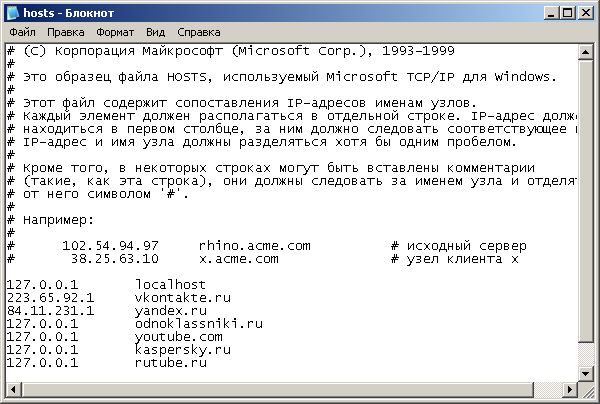 hosts - Блокнот
Файл Правка Формат Вид Справка
# (C) Корпорация Майкрософт (Microsoft Corp.), 1993-1999
#
# Это образец файла HOSTS, используемый Microsoft TCP/IP для Windows.
#
# Этот файл содержит сопоставления IP-адресов именам узлов.
# Каждый элемент должен располагаться в отдельной строке. IP-адрес
# находиться в первом столбце, за ним должно следовать соответствующее
# IP-адрес и имя узла должны разделяться хотя бы одним пробелом.
#
# Кроме того, в некоторых строках могут быть вставлены комментарии
# (такие, как эта строка), они должны следовать за именем узла и
# от него символом '#'.
#
# Например:
#
# 102.54.94.97 rhino.acme.com # исходный сервер
# 38.25.63.10 x.acme.com # узел клиента x
127.0.0.1 localhost
223.65.92.1 vkontakte.ru
84.11.231.1 yandex.ru
127.0.0.1 odnoklassniki.ru
127.0.0.1 youtube.com
127.0.0.1 kaspersky.ru
127.0.0.1 rutube.ru